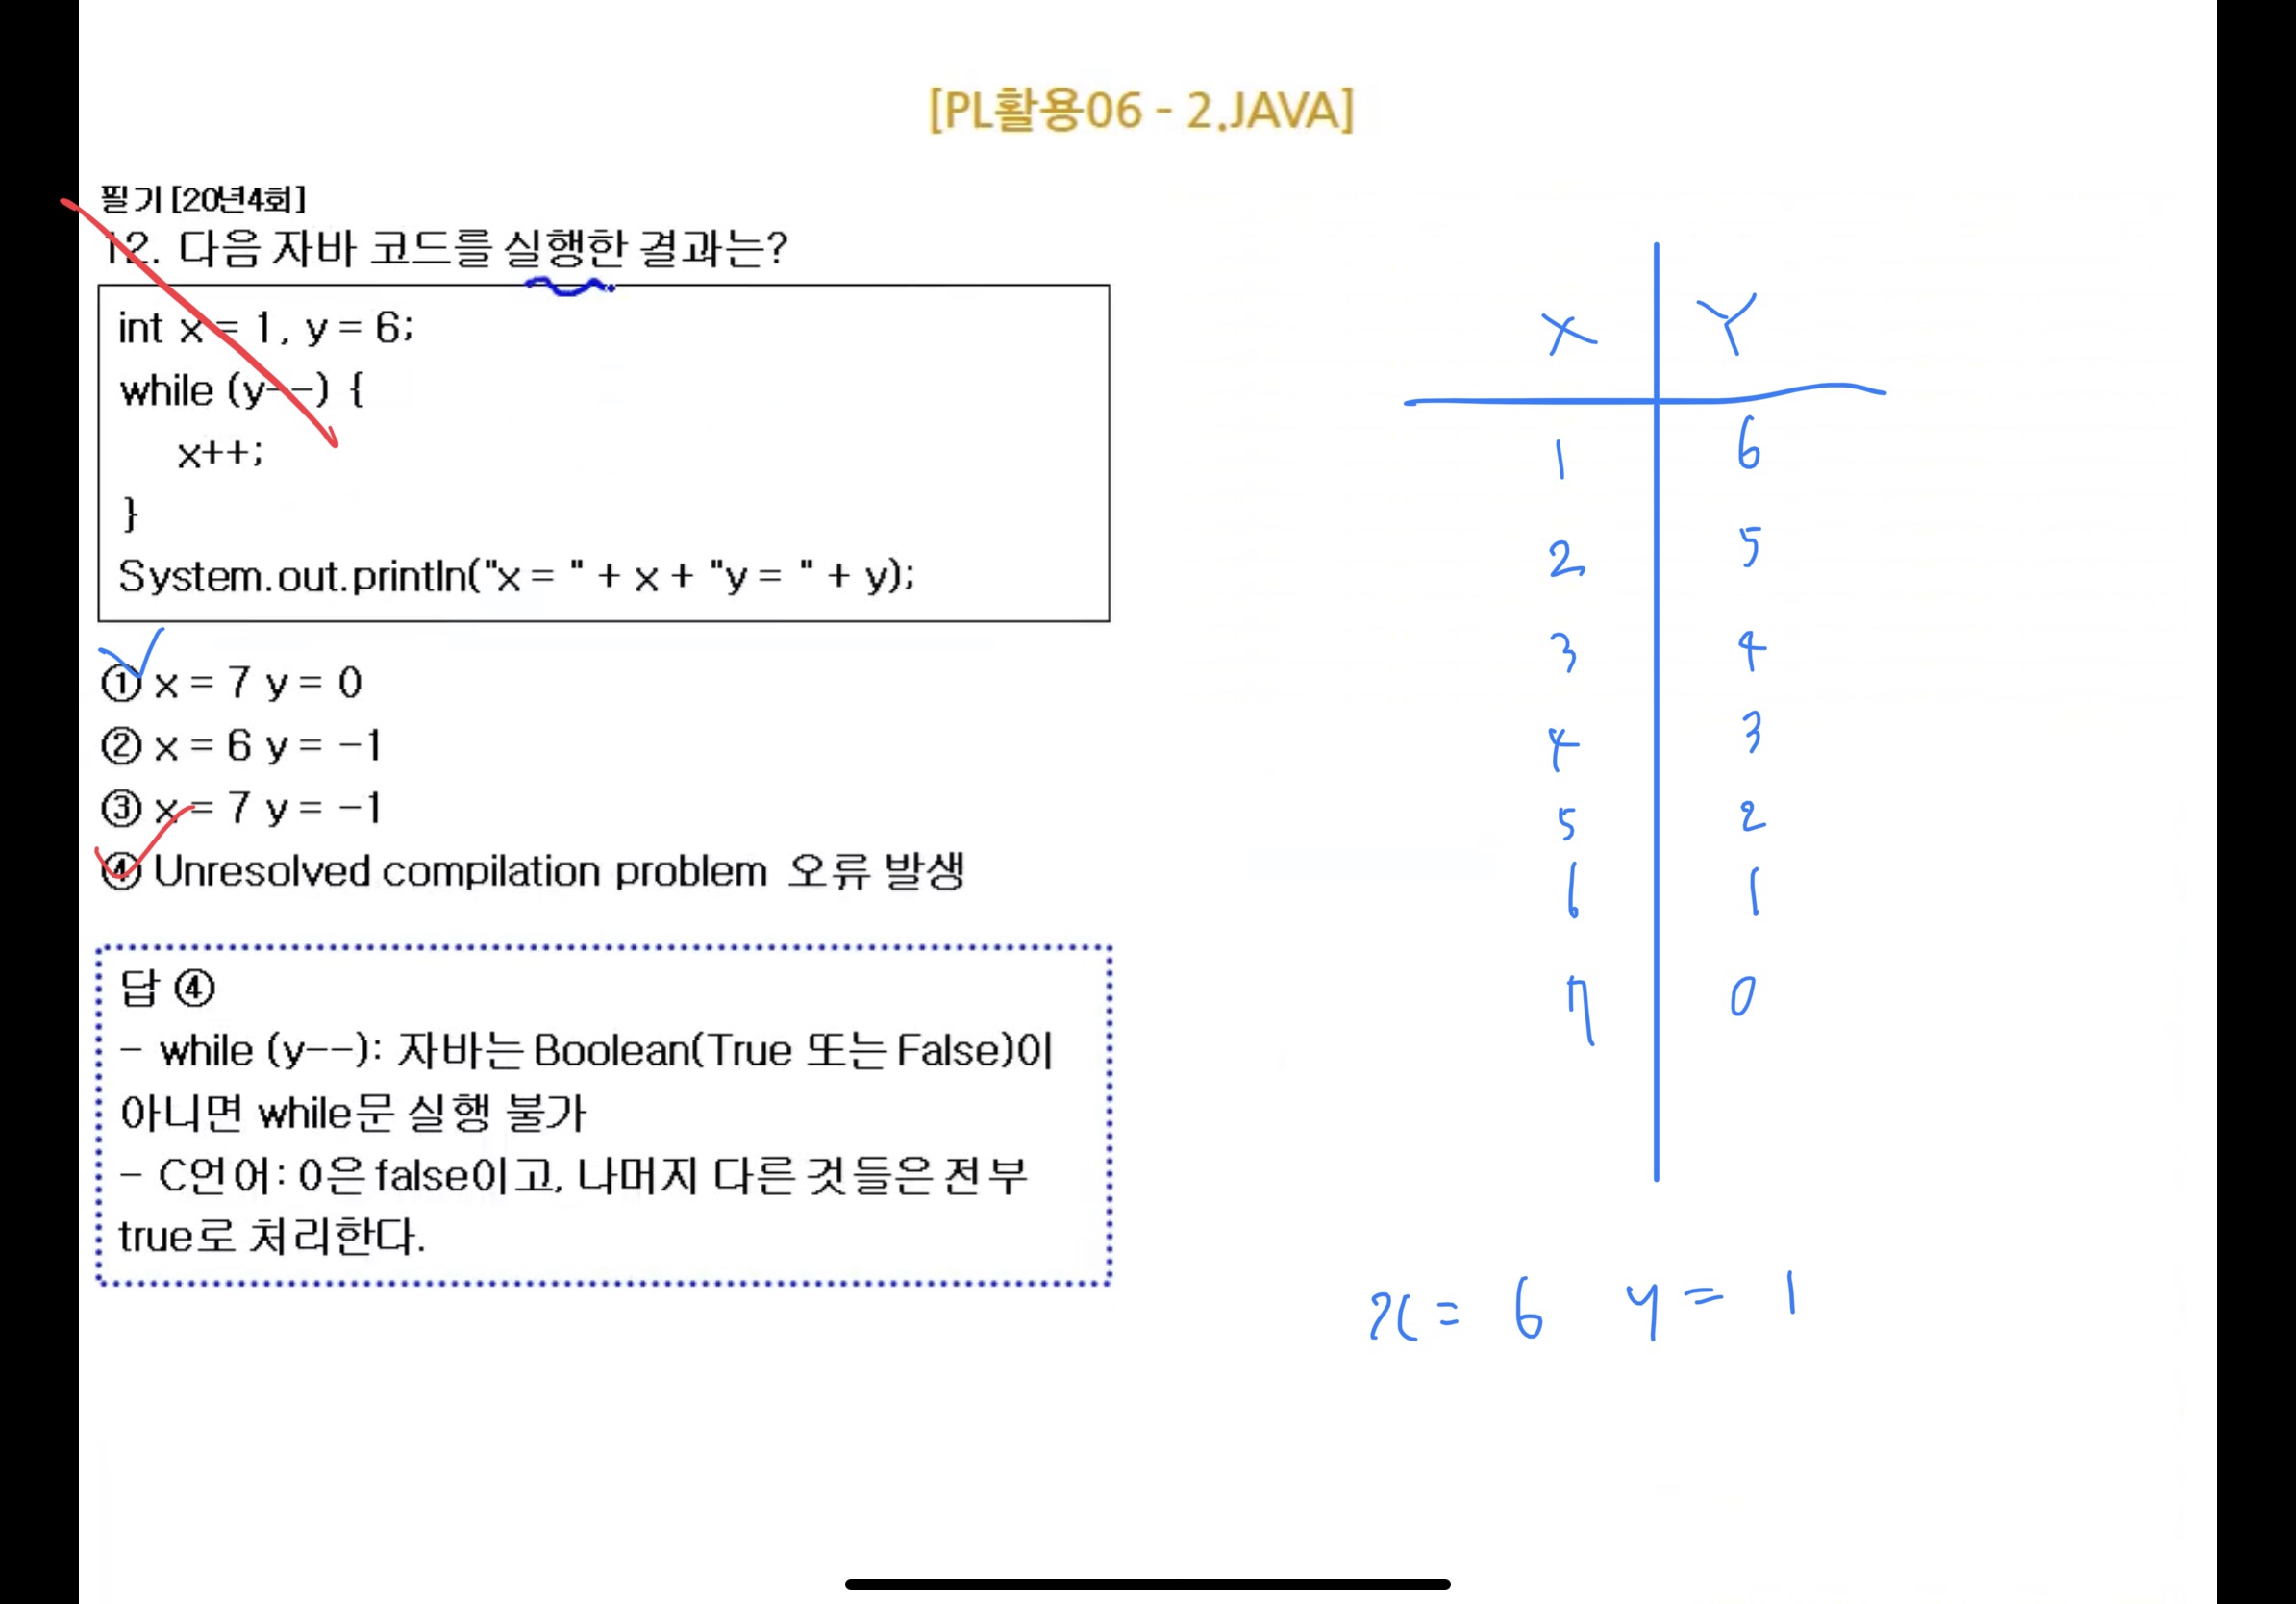 [PL활용06 - 2.JAVA]
필기[20년4회]
12. 다음 자바 코드를 실행한 결과는?
int x = 1, y = 6;
while (y--) {
x++;
}
System.out.println("x = " + x + "y = " + y);
① x = 7 y = 0
② x = 6 y = -1
③ x = 7 y = -1
④ Unresolved compilation problem 오류 발생
답 ④
- while (y--): 자바는 Boolean(True 또는 False)이
아니면 while문 실행 불가
- C언어: 0은 false이고, 나머지 다른 것들은 전부
true로 처리한다.
X Y
1 6
2 5
3 4
4 3
5 2
6 1
7 0
x = 6 y = 1